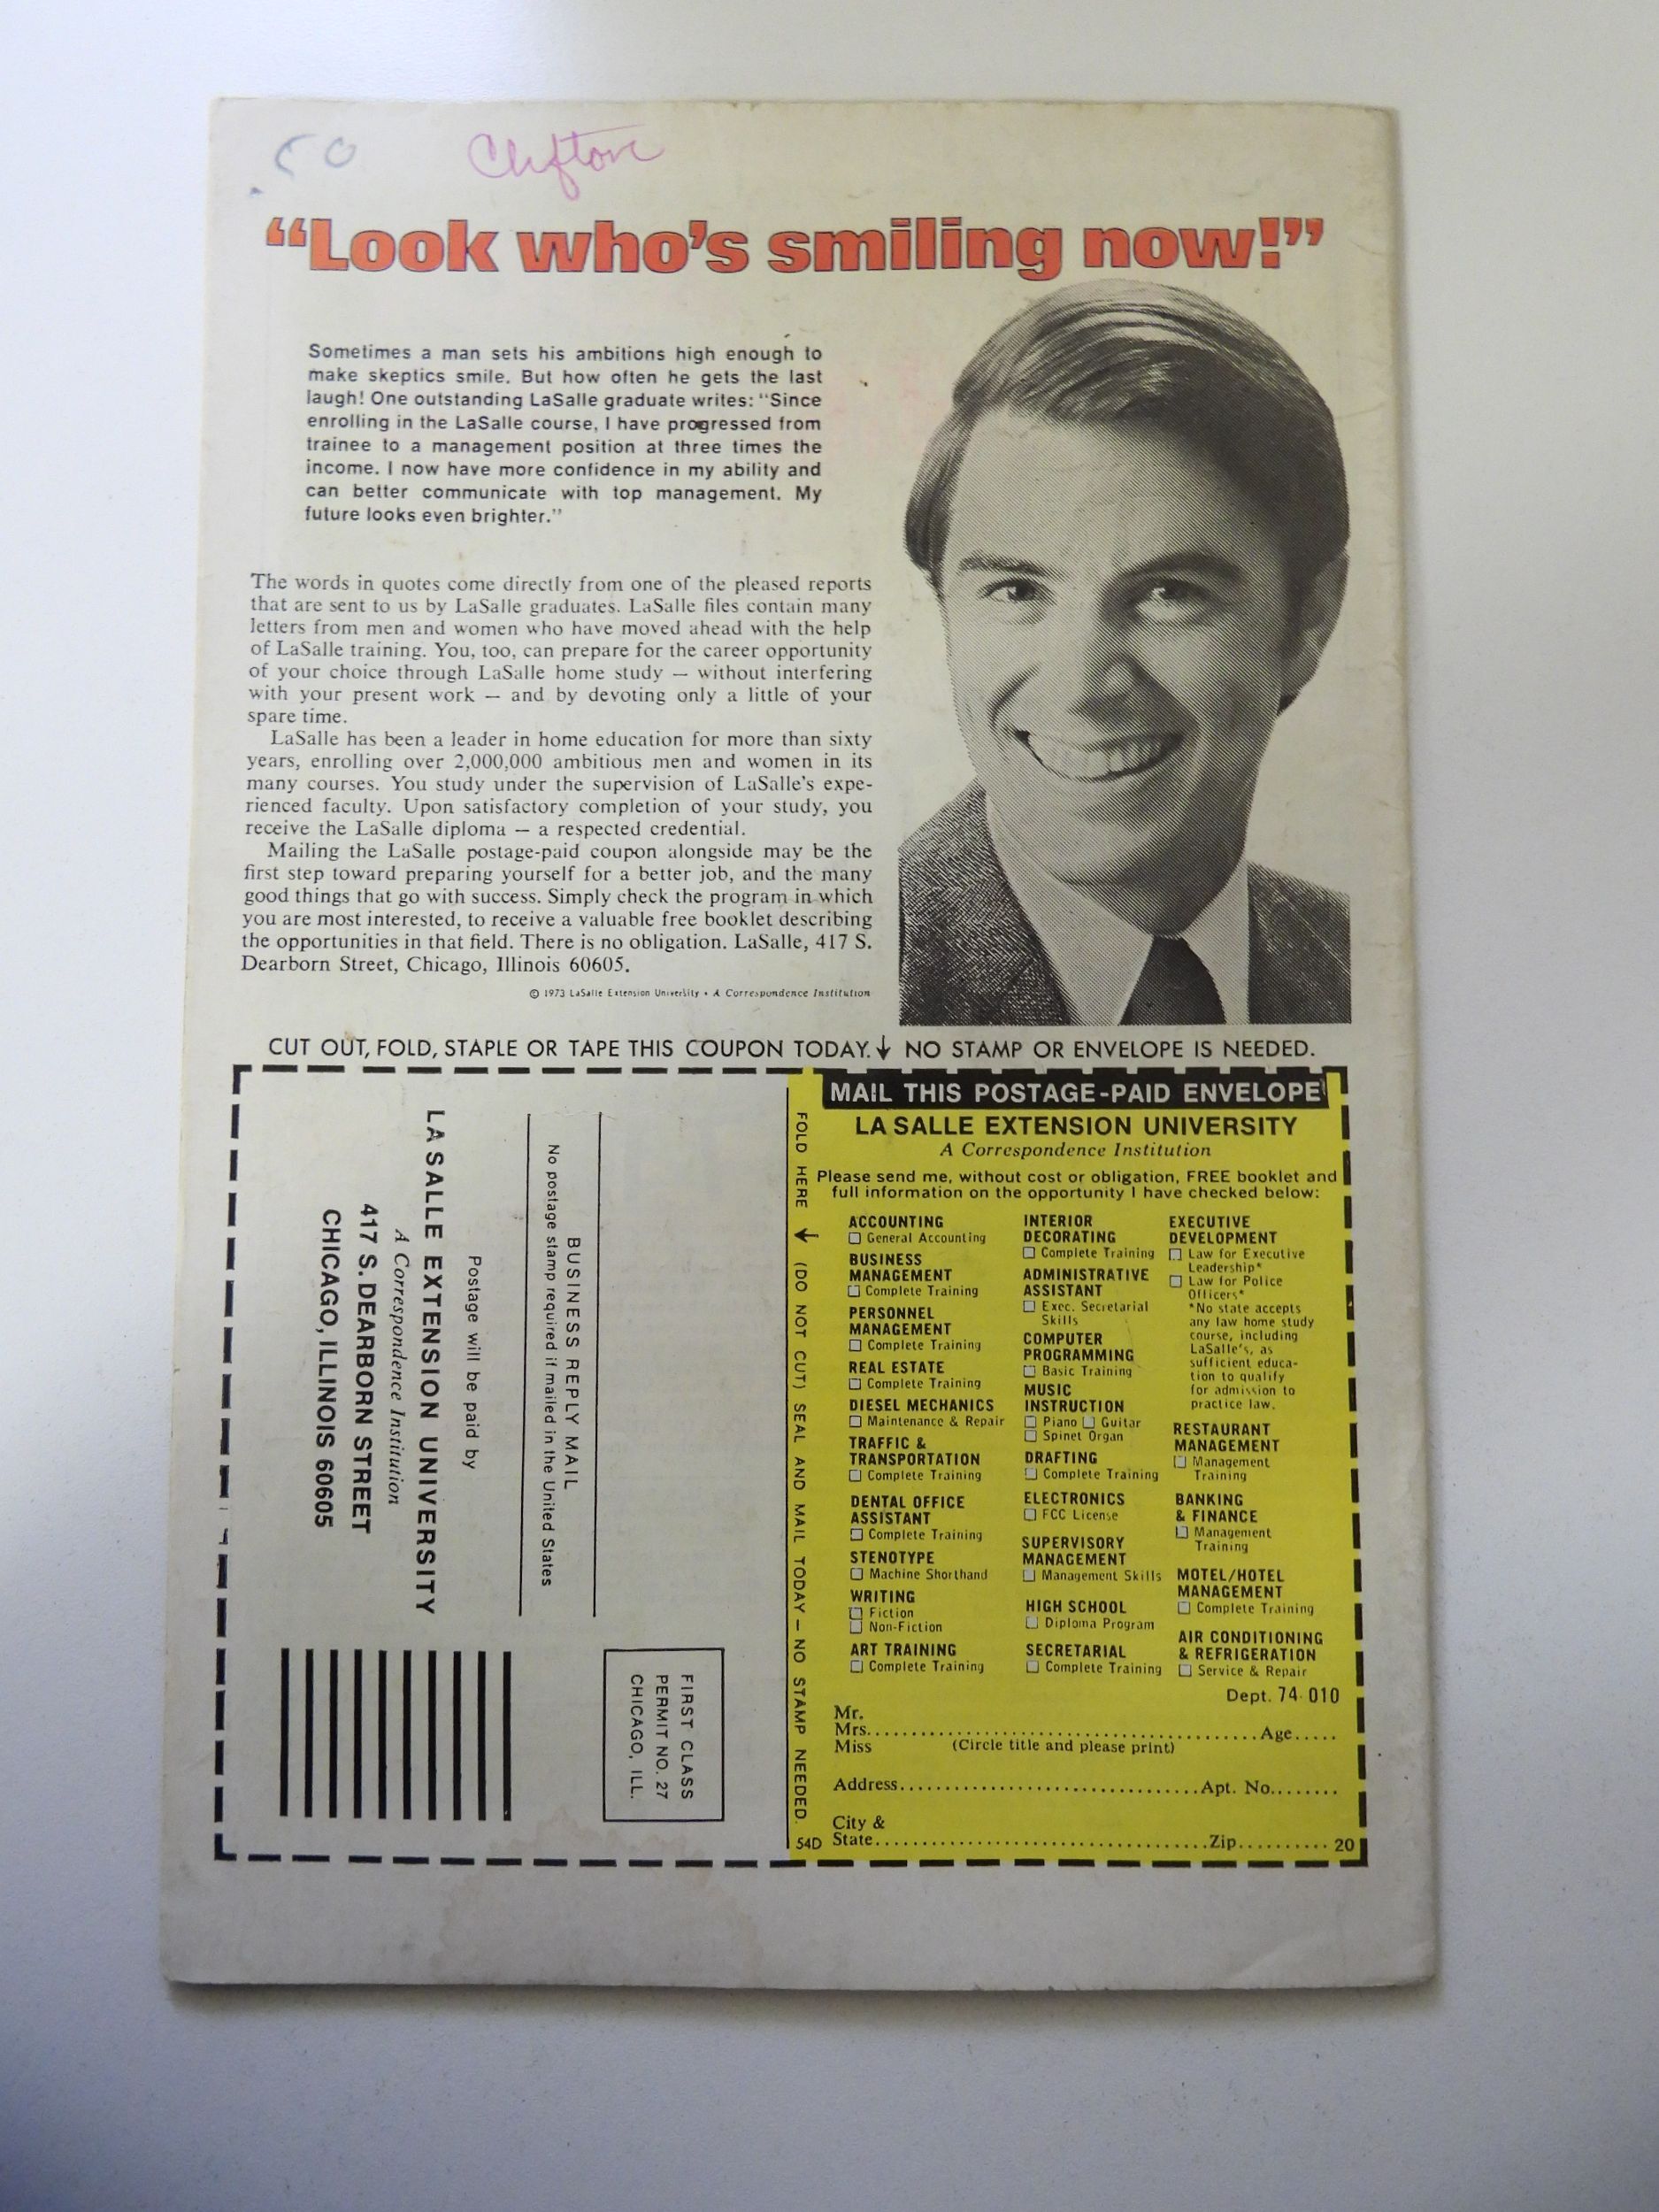 .50
Clifton
“Look who's smiling now!”
Sometimes a man sets his ambitions high enough to
make skeptics smile. But how often he gets the last
laugh! One outstanding LaSalle graduate writes: “Since
enrolling in the LaSalle course, I have progressed from
trainee to a management position at three times the
income. I now have more confidence in my ability and
can better communicate with top management. My
future looks even brighter.”
The words in quotes come directly from one of the pleased reports
that are sent to us by LaSalle graduates. LaSalle files contain many
letters from men and women who have moved ahead with the help
of LaSalle training. You, too, can prepare for the career opportunity
of your choice through LaSalle home study — without interfering
with your present work — and by devoting only a little of your
spare time.
LaSalle has been a leader in home education for more than sixty
years, enrolling over 2,000,000 ambitious men and women in its
many courses. You study under the supervision of LaSalle's expe-
rienced faculty. Upon satisfactory completion of your study, you
receive the LaSalle diploma — a respected credential.
Mailing the LaSalle postage-paid coupon alongside may be the
first step toward preparing yourself for a better job, and the many
good things that go with success. Simply check the program in which
you are most interested, to receive a valuable free booklet describing
the opportunities in that field. There is no obligation. LaSalle, 417 S.
Dearborn Street, Chicago, Illinois 60605.
© 1973 LaSalle Extension University • A Correspondence Institution
CUT OUT, FOLD, STAPLE OR TAPE THIS COUPON TODAY. ↓ NO STAMP OR ENVELOPE IS NEEDED.
FIRST CLASS
PERMIT NO. 27
CHICAGO, ILL.
BUSINESS REPLY MAIL
No postage stamp required if mailed in the United States
Postage will be paid by
LA SALLE EXTENSION UNIVERSITY
A Correspondence Institution
417 S. DEARBORN STREET
CHICAGO, ILLINOIS 60605
FOLD HERE ↓ (DO NOT CUT) SEAL AND MAIL TODAY — NO STAMP NEEDED.
54D
MAIL THIS POSTAGE-PAID ENVELOPE
LA SALLE EXTENSION UNIVERSITY
A Correspondence Institution
Please send me, without cost or obligation, FREE booklet and
full information on the opportunity I have checked below:
ACCOUNTING
☐ General Accounting
BUSINESS
MANAGEMENT
☐ Complete Training
PERSONNEL
MANAGEMENT
☐ Complete Training
REAL ESTATE
☐ Complete Training
DIESEL MECHANICS
☐ Maintenance & Repair
TRAFFIC &
TRANSPORTATION
☐ Complete Training
DENTAL OFFICE
ASSISTANT
☐ Complete Training
STENOTYPE
☐ Machine Shorthand
WRITING
☐ Fiction
☐ Non-Fiction
ART TRAINING
☐ Complete Training
INTERIOR
DECORATING
☐ Complete Training
ADMINISTRATIVE
ASSISTANT
☐ Exec. Secretarial
Skills
COMPUTER
PROGRAMMING
☐ Basic Training
MUSIC
INSTRUCTION
☐ Piano ☐ Guitar
☐ Spinet Organ
DRAFTING
☐ Complete Training
ELECTRONICS
☐ FCC License
SUPERVISORY
MANAGEMENT
☐ Management Skills
HIGH SCHOOL
☐ Diploma Program
SECRETARIAL
☐ Complete Training
EXECUTIVE
DEVELOPMENT
☐ Law for Executive
Leadership*
☐ Law for Police
Officers*
*No state accepts
any law home study
course, including
LaSalle's, as
sufficient educa-
tion to qualify
for admission to
practice law.
RESTAURANT
MANAGEMENT
☐ Management
Training
BANKING
& FINANCE
☐ Management
Training
MOTEL/HOTEL
MANAGEMENT
☐ Complete Training
AIR CONDITIONING
& REFRIGERATION
☐ Service & Repair
Dept. 74-010
Mr.
Mrs. ........ Age.....
Miss (Circle title and please print)
Address........ Apt. No........
City &
State........ Zip.......... 20